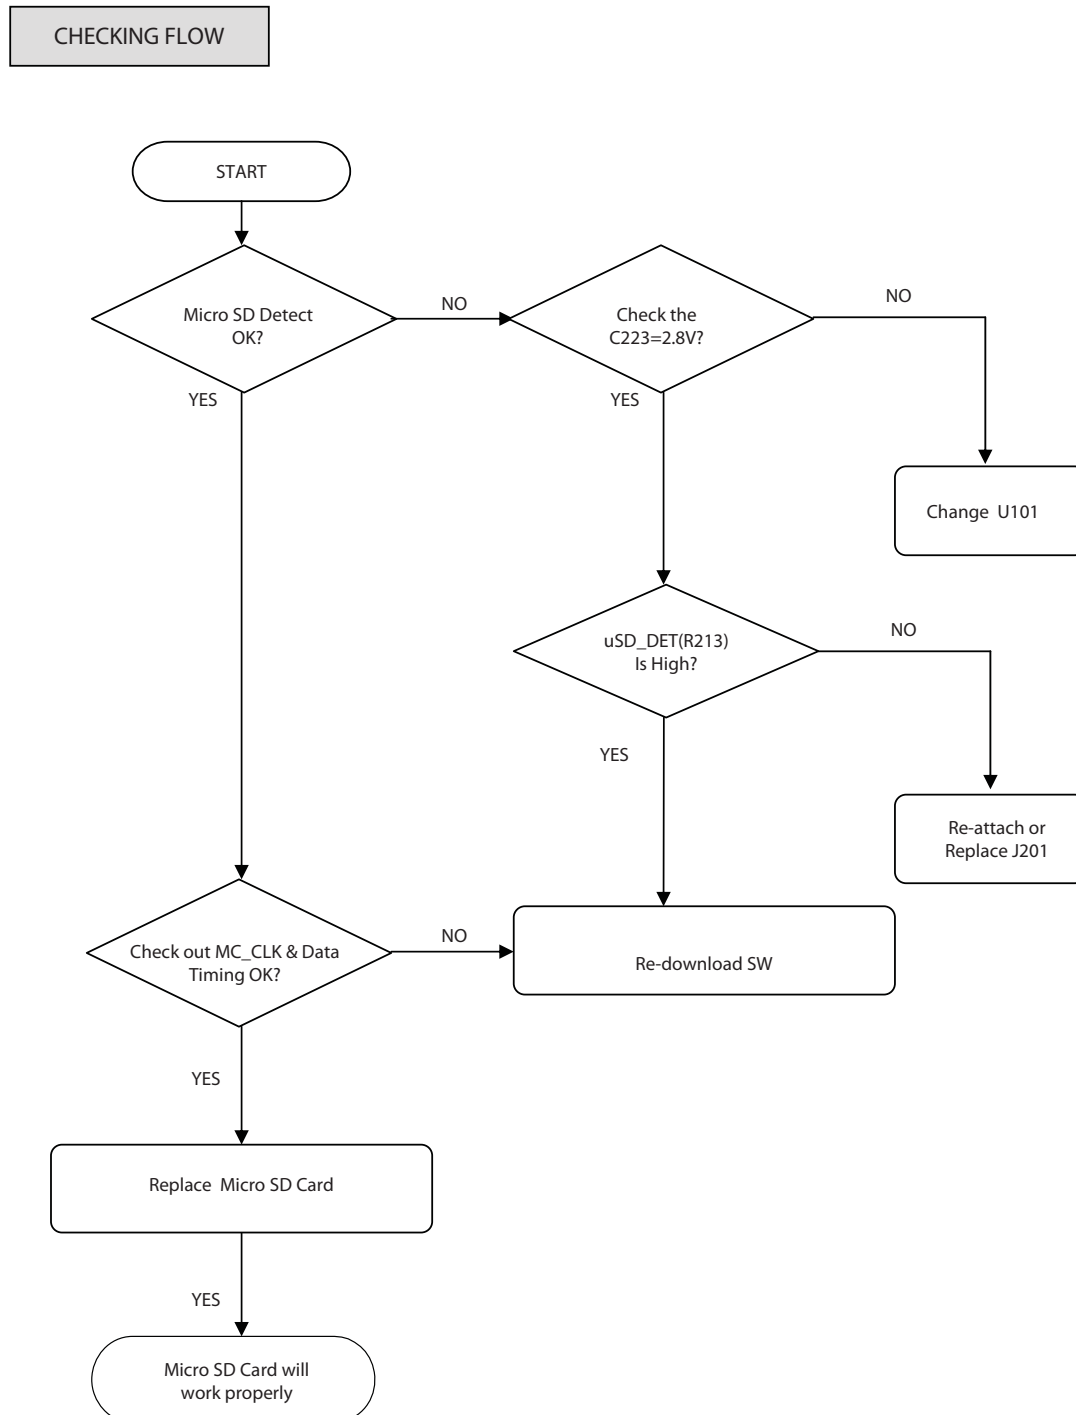 CHECKING FLOW
START
Micro SD Detect
OK?
NO
Check the
C223=2.8V?
NO
YES
YES
Change U101
uSD_DET(R213)
Is High?
NO
YES
Re-attach or
Replace J201
Check out MC_CLK & Data
Timing OK?
NO
Re-download SW
YES
Replace Micro SD Card
YES
Micro SD Card will
work properly